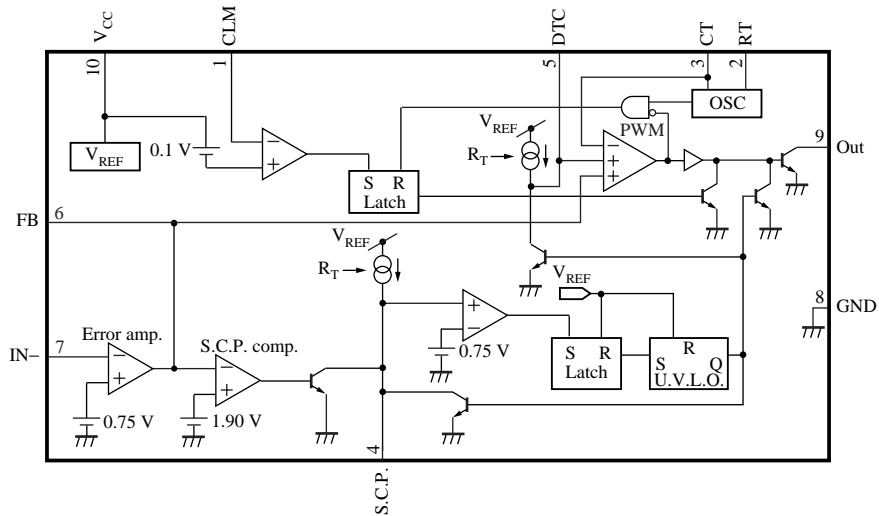 VCC
CLM
DTC
CT
RT
10
1
5
3
2
OSC
VREF
PWM
VREF
0.1 V
RT
9
Out
S R
Latch
FB
6
VREF
RT
VREF
8
GND
IN–
7
Error amp.
S.C.P. comp.
0.75 V
S R
Latch
R
S Q
U.V.L.O.
0.75 V
1.90 V
4
S.C.P.